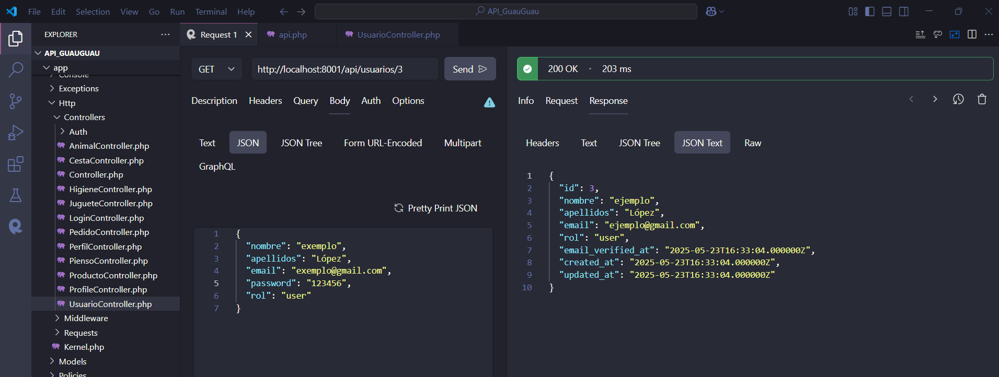 File Edit Selection View Go Run Terminal Help API_GuauGuau
EXPLORER
API_GUAUGUAU
app
Console
Exceptions
Http
Controllers
Auth
AnimalController.php
CestaController.php
Controller.php
HigieneController.php
JugueteController.php
LoginController.php
PedidoController.php
PerfilController.php
PiensoController.php
ProductoController.php
ProfileController.php
UsuarioController.php
Middleware
Requests
Kernel.php
Models
Policies
Request 1 api.php UsuarioController.php
GET http://localhost:8001/api/usuarios/3 Send
Description Headers Query Body Auth Options
Text JSON JSON Tree Form URL-Encoded Multipart
GraphQL
Pretty Print JSON
1 {
2 "nombre": "exemplo",
3 "apellidos": "López",
4 "email": "exemplo@gmail.com",
5 "password": "123456",
6 "rol": "user"
7 }
200 OK · 203 ms
Info Request Response
Headers Text JSON Tree JSON Text Raw
1 {
2 "id": 3,
3 "nombre": "ejemplo",
4 "apellidos": "López",
5 "email": "ejemplo@gmail.com",
6 "rol": "user",
7 "email_verified_at": "2025-05-23T16:33:04.000000Z",
8 "created_at": "2025-05-23T16:33:04.000000Z",
9 "updated_at": "2025-05-23T16:33:04.000000Z"
10 }